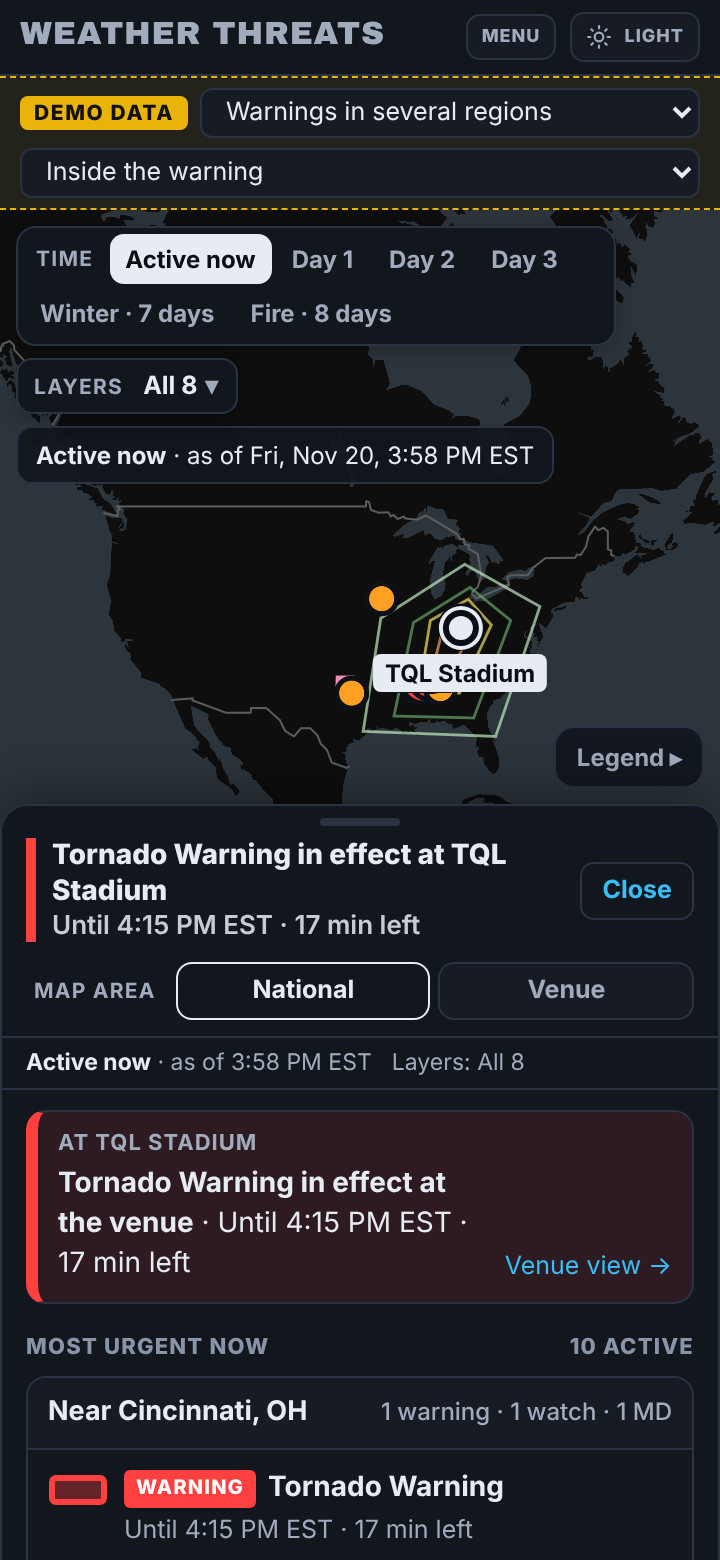 WEATHER THREATS
MENU
LIGHT
DEMO DATA
Warnings in several regions
Inside the warning
TIME
Active now
Day 1
Day 2
Day 3
Winter · 7 days
Fire · 8 days
LAYERS All 8 ▾
Active now · as of Fri, Nov 20, 3:58 PM EST
TQL Stadium
Legend ▸
Tornado Warning in effect at TQL
Stadium
Until 4:15 PM EST · 17 min left
Close
MAP AREA
National
Venue
Active now · as of 3:58 PM EST Layers: All 8
AT TQL STADIUM
Tornado Warning in effect at
the venue · Until 4:15 PM EST ·
17 min left
Venue view →
MOST URGENT NOW
10 ACTIVE
Near Cincinnati, OH
1 warning · 1 watch · 1 MD
WARNING Tornado Warning
Until 4:15 PM EST · 17 min left